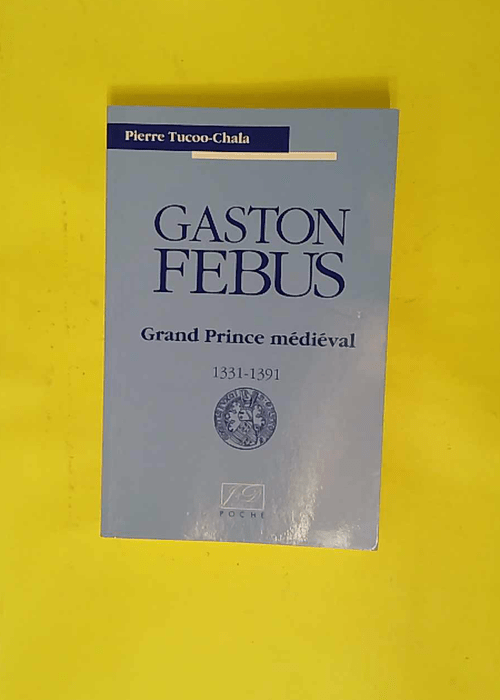 Pierre Tucoo-Chala
GASTON
FEBUS
Grand Prince médiéval
1331-1391
POCHE